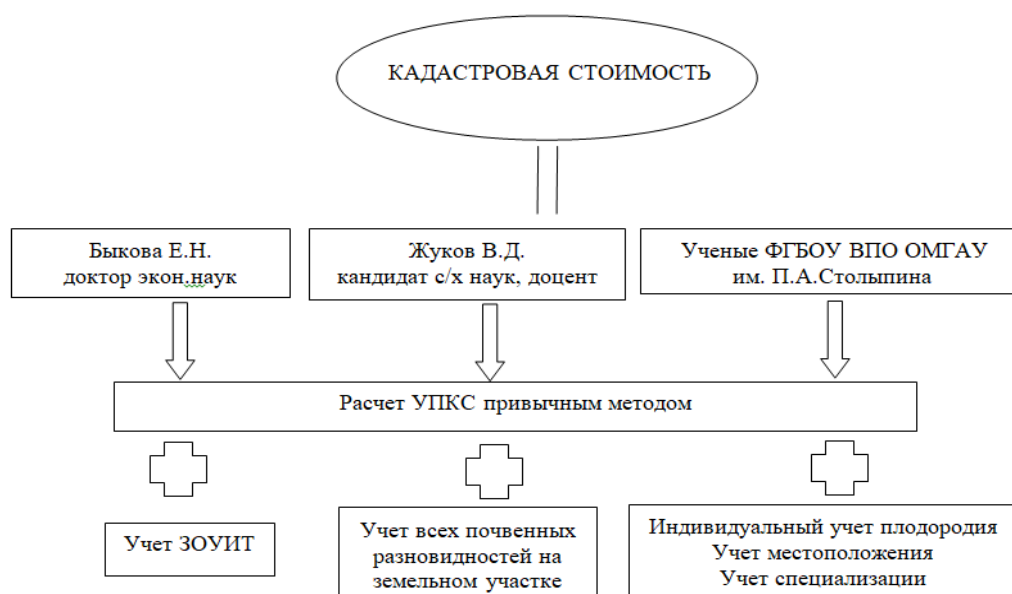 КАДАСТРОВАЯ СТОИМОСТЬ
Быкова Е.Н.
доктор экон.наук
Жуков В.Д.
кандидат с/х наук, доцент
Ученые ФГБОУ ВПО ОМГАУ
им. П.А.Столыпина
Расчет УПКС привычным методом
Учет ЗОУИТ
Учет всех почвенных
разновидностей на
земельном участке
Индивидуальный учет плодородия
Учет местоположения
Учет специализации